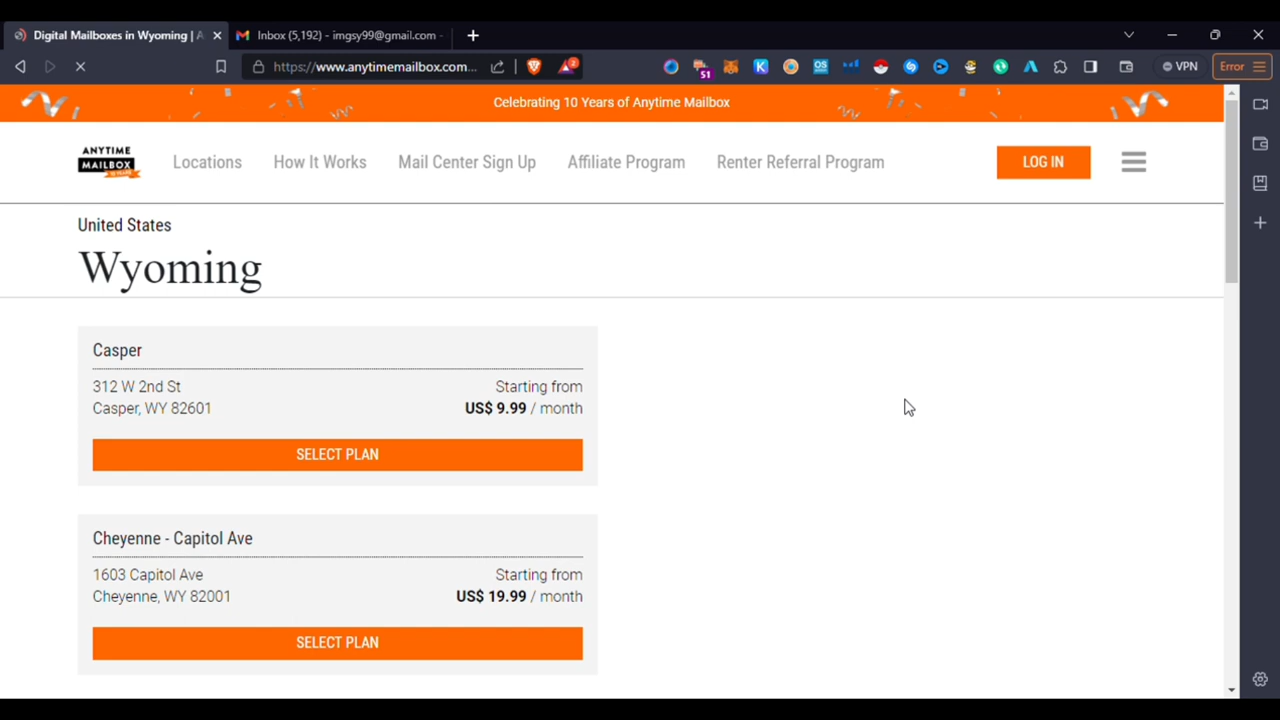 Digital Mailboxes in Wyoming | A
Inbox (5,192) - imgsy99@gmail.com -
https://www.anytimemailbox.com...
2
51
OS
VPN
Error
Celebrating 10 Years of Anytime Mailbox
ANYTIME
MAILBOX
Locations
How It Works
Mail Center Sign Up
Affiliate Program
Renter Referral Program
LOG IN
United States
Wyoming
Casper
312 W 2nd St
Starting from
Casper, WY 82601
US$ 9.99 / month
SELECT PLAN
Cheyenne - Capitol Ave
1603 Capitol Ave
Starting from
Cheyenne, WY 82001
US$ 19.99 / month
SELECT PLAN